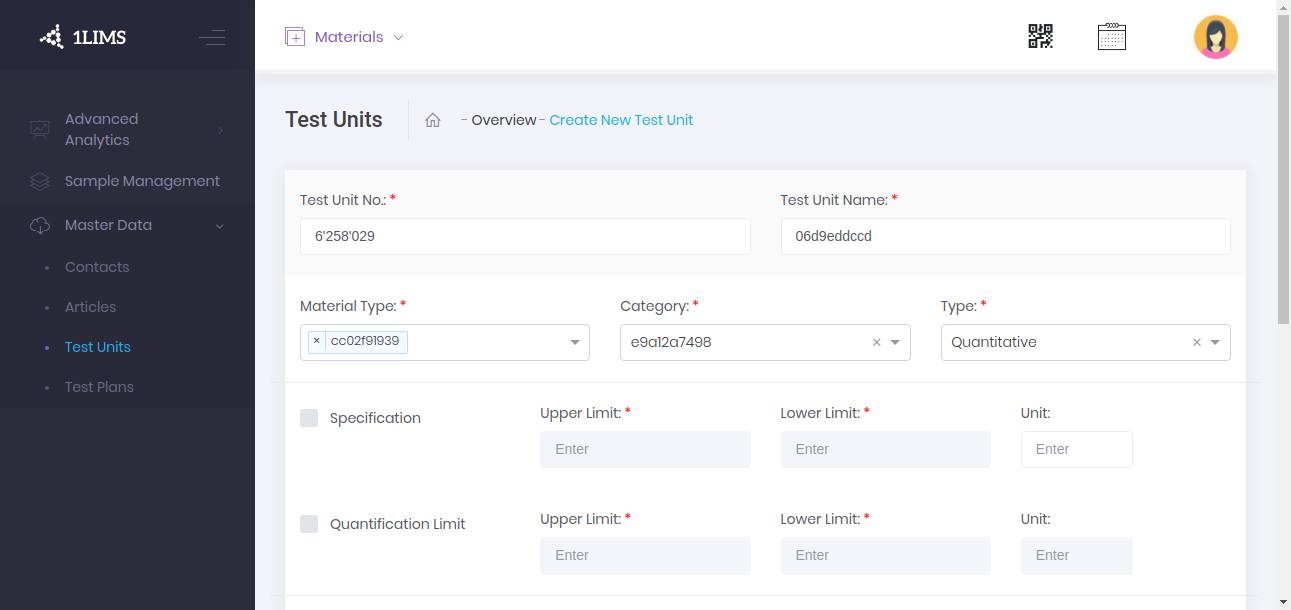 1LIMS
Materials
Advanced
Analytics
Sample Management
Master Data
Contacts
Articles
Test Units
Test Plans
Test Units
- Overview - Create New Test Unit
Test Unit No.: *
Test Unit Name: *
6'258'029
06d9eddccd
Material Type: *
Category: *
Type: *
× cc02f91939
e9a12a7498 ×
Quantitative ×
Specification
Upper Limit: *
Lower Limit: *
Unit:
Enter
Enter
Enter
Quantification Limit
Upper Limit: *
Lower Limit: *
Unit:
Enter
Enter
Enter